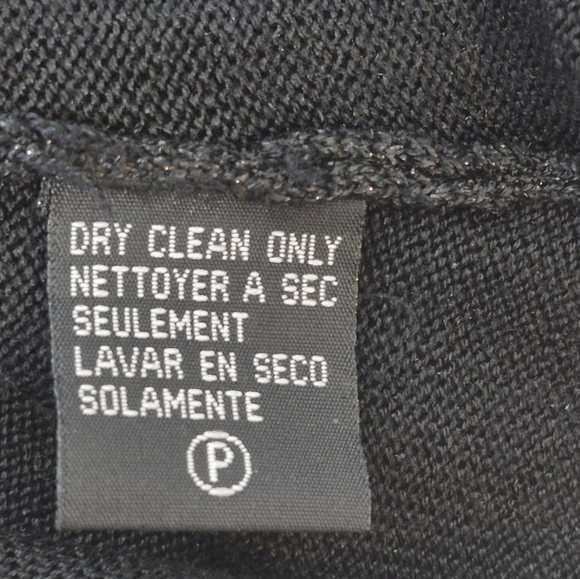 DRY CLEAN ONLY
NETTOYER A SEC
SEULEMENT
LAVAR EN SECO
SOLAMENTE
P